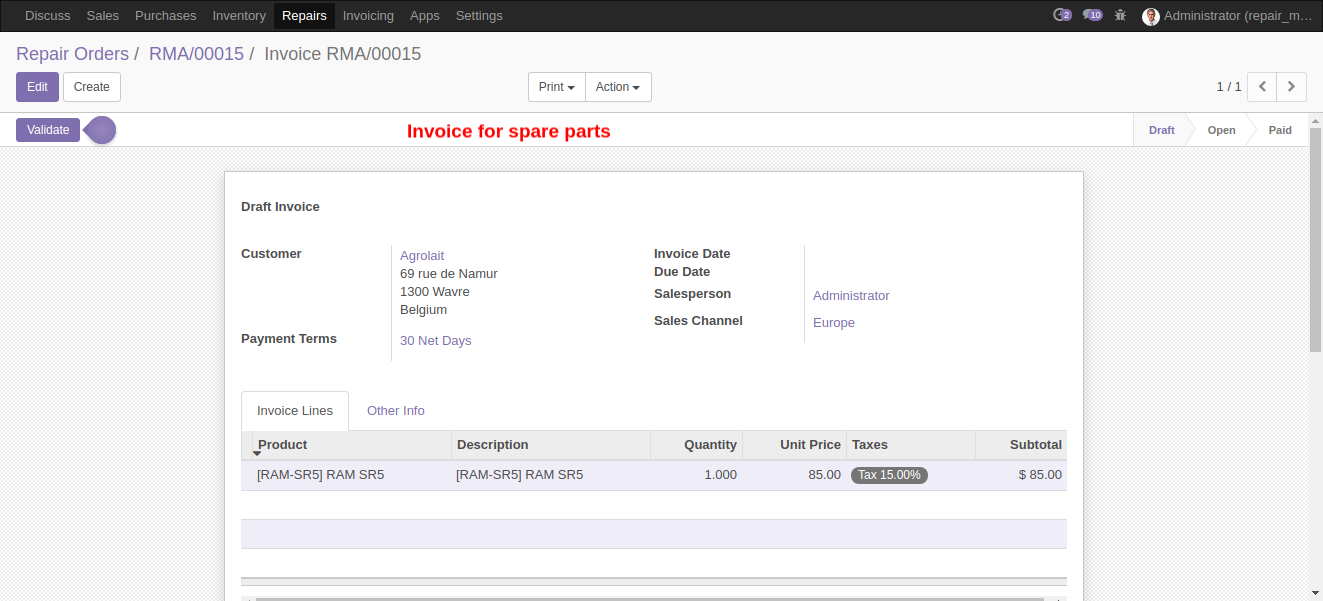 Discuss Sales Purchases Inventory Repairs Invoicing Apps Settings 2 10 Administrator (repair_m...
Repair Orders / RMA/00015 / Invoice RMA/00015
Edit Create Print Action 1 / 1
Validate Invoice for spare parts Draft Open Paid
Draft Invoice
Customer Agrolait
69 rue de Namur
1300 Wavre
Belgium
Payment Terms 30 Net Days
Invoice Date
Due Date
Salesperson Administrator
Sales Channel Europe
Invoice Lines Other Info
Product Description Quantity Unit Price Taxes Subtotal
[RAM-SR5] RAM SR5 [RAM-SR5] RAM SR5 1.000 85.00 Tax 15.00% $ 85.00